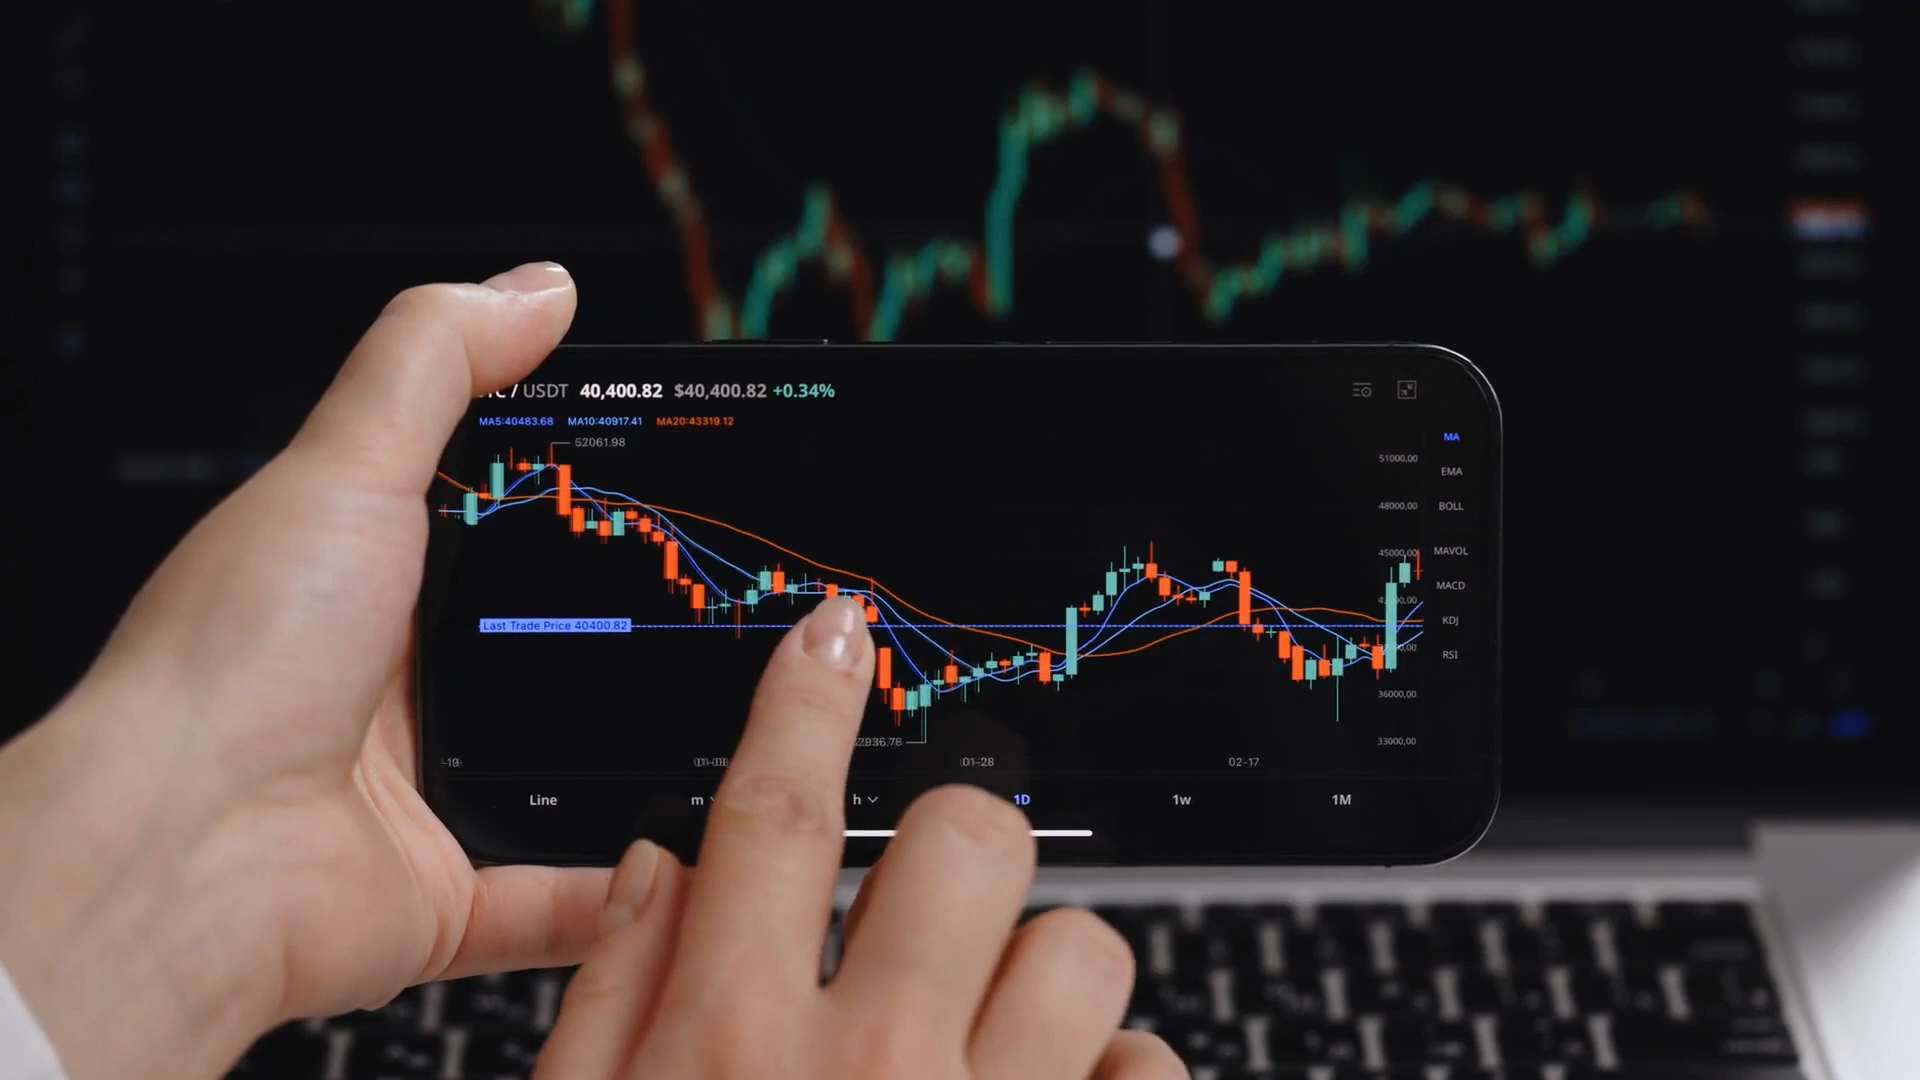 / USDT 40,400.82 $40,400.82 +0.34%
MA5:40483.68 MA10:40917.41 MA20:43319.12
52061.98
MA
51000,00
EMA
48000,00
BOLL
45000,00
MAVOL
MACD
KDJ
Last Trade Price 40400.82
RSI
36000,00
33000,00
01-28
02-17
Line
m
h
1D
1w
1M